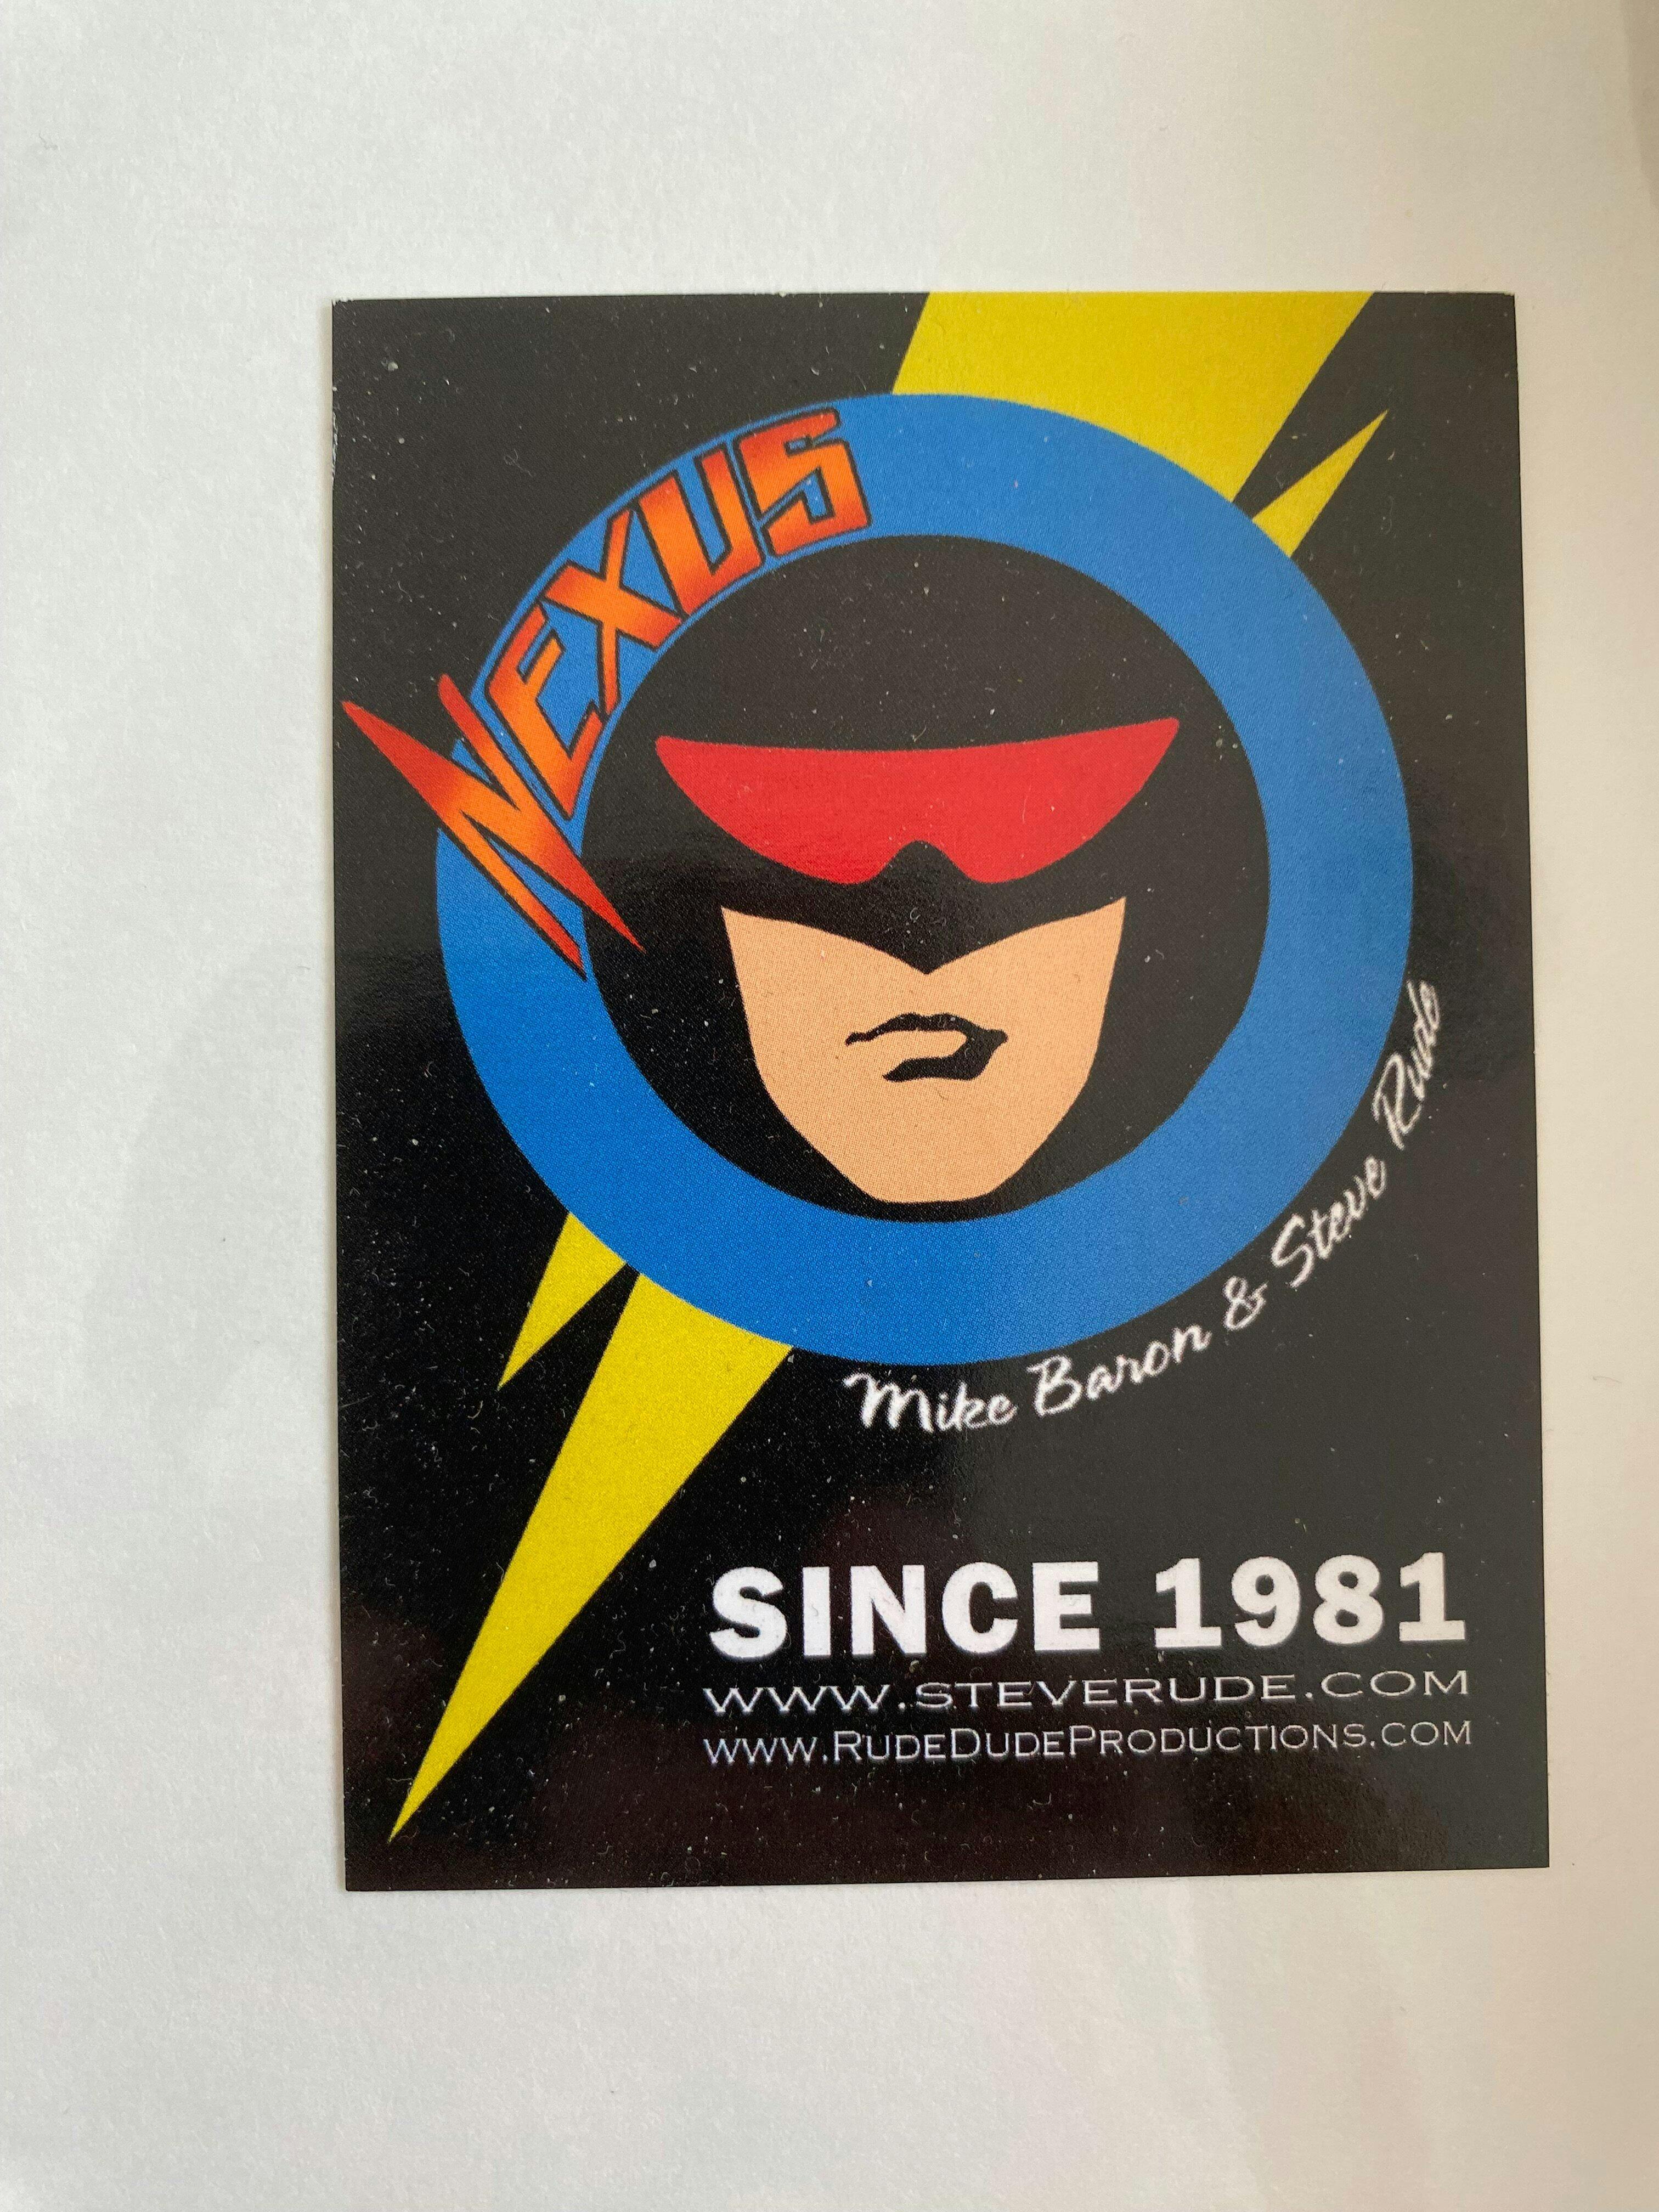 NEXUS
Mike Baron & Steve Rude
SINCE 1981
WWW.STEVERUDE.COM
WWW.RUDEDUDEPRODUCTIONS.COM